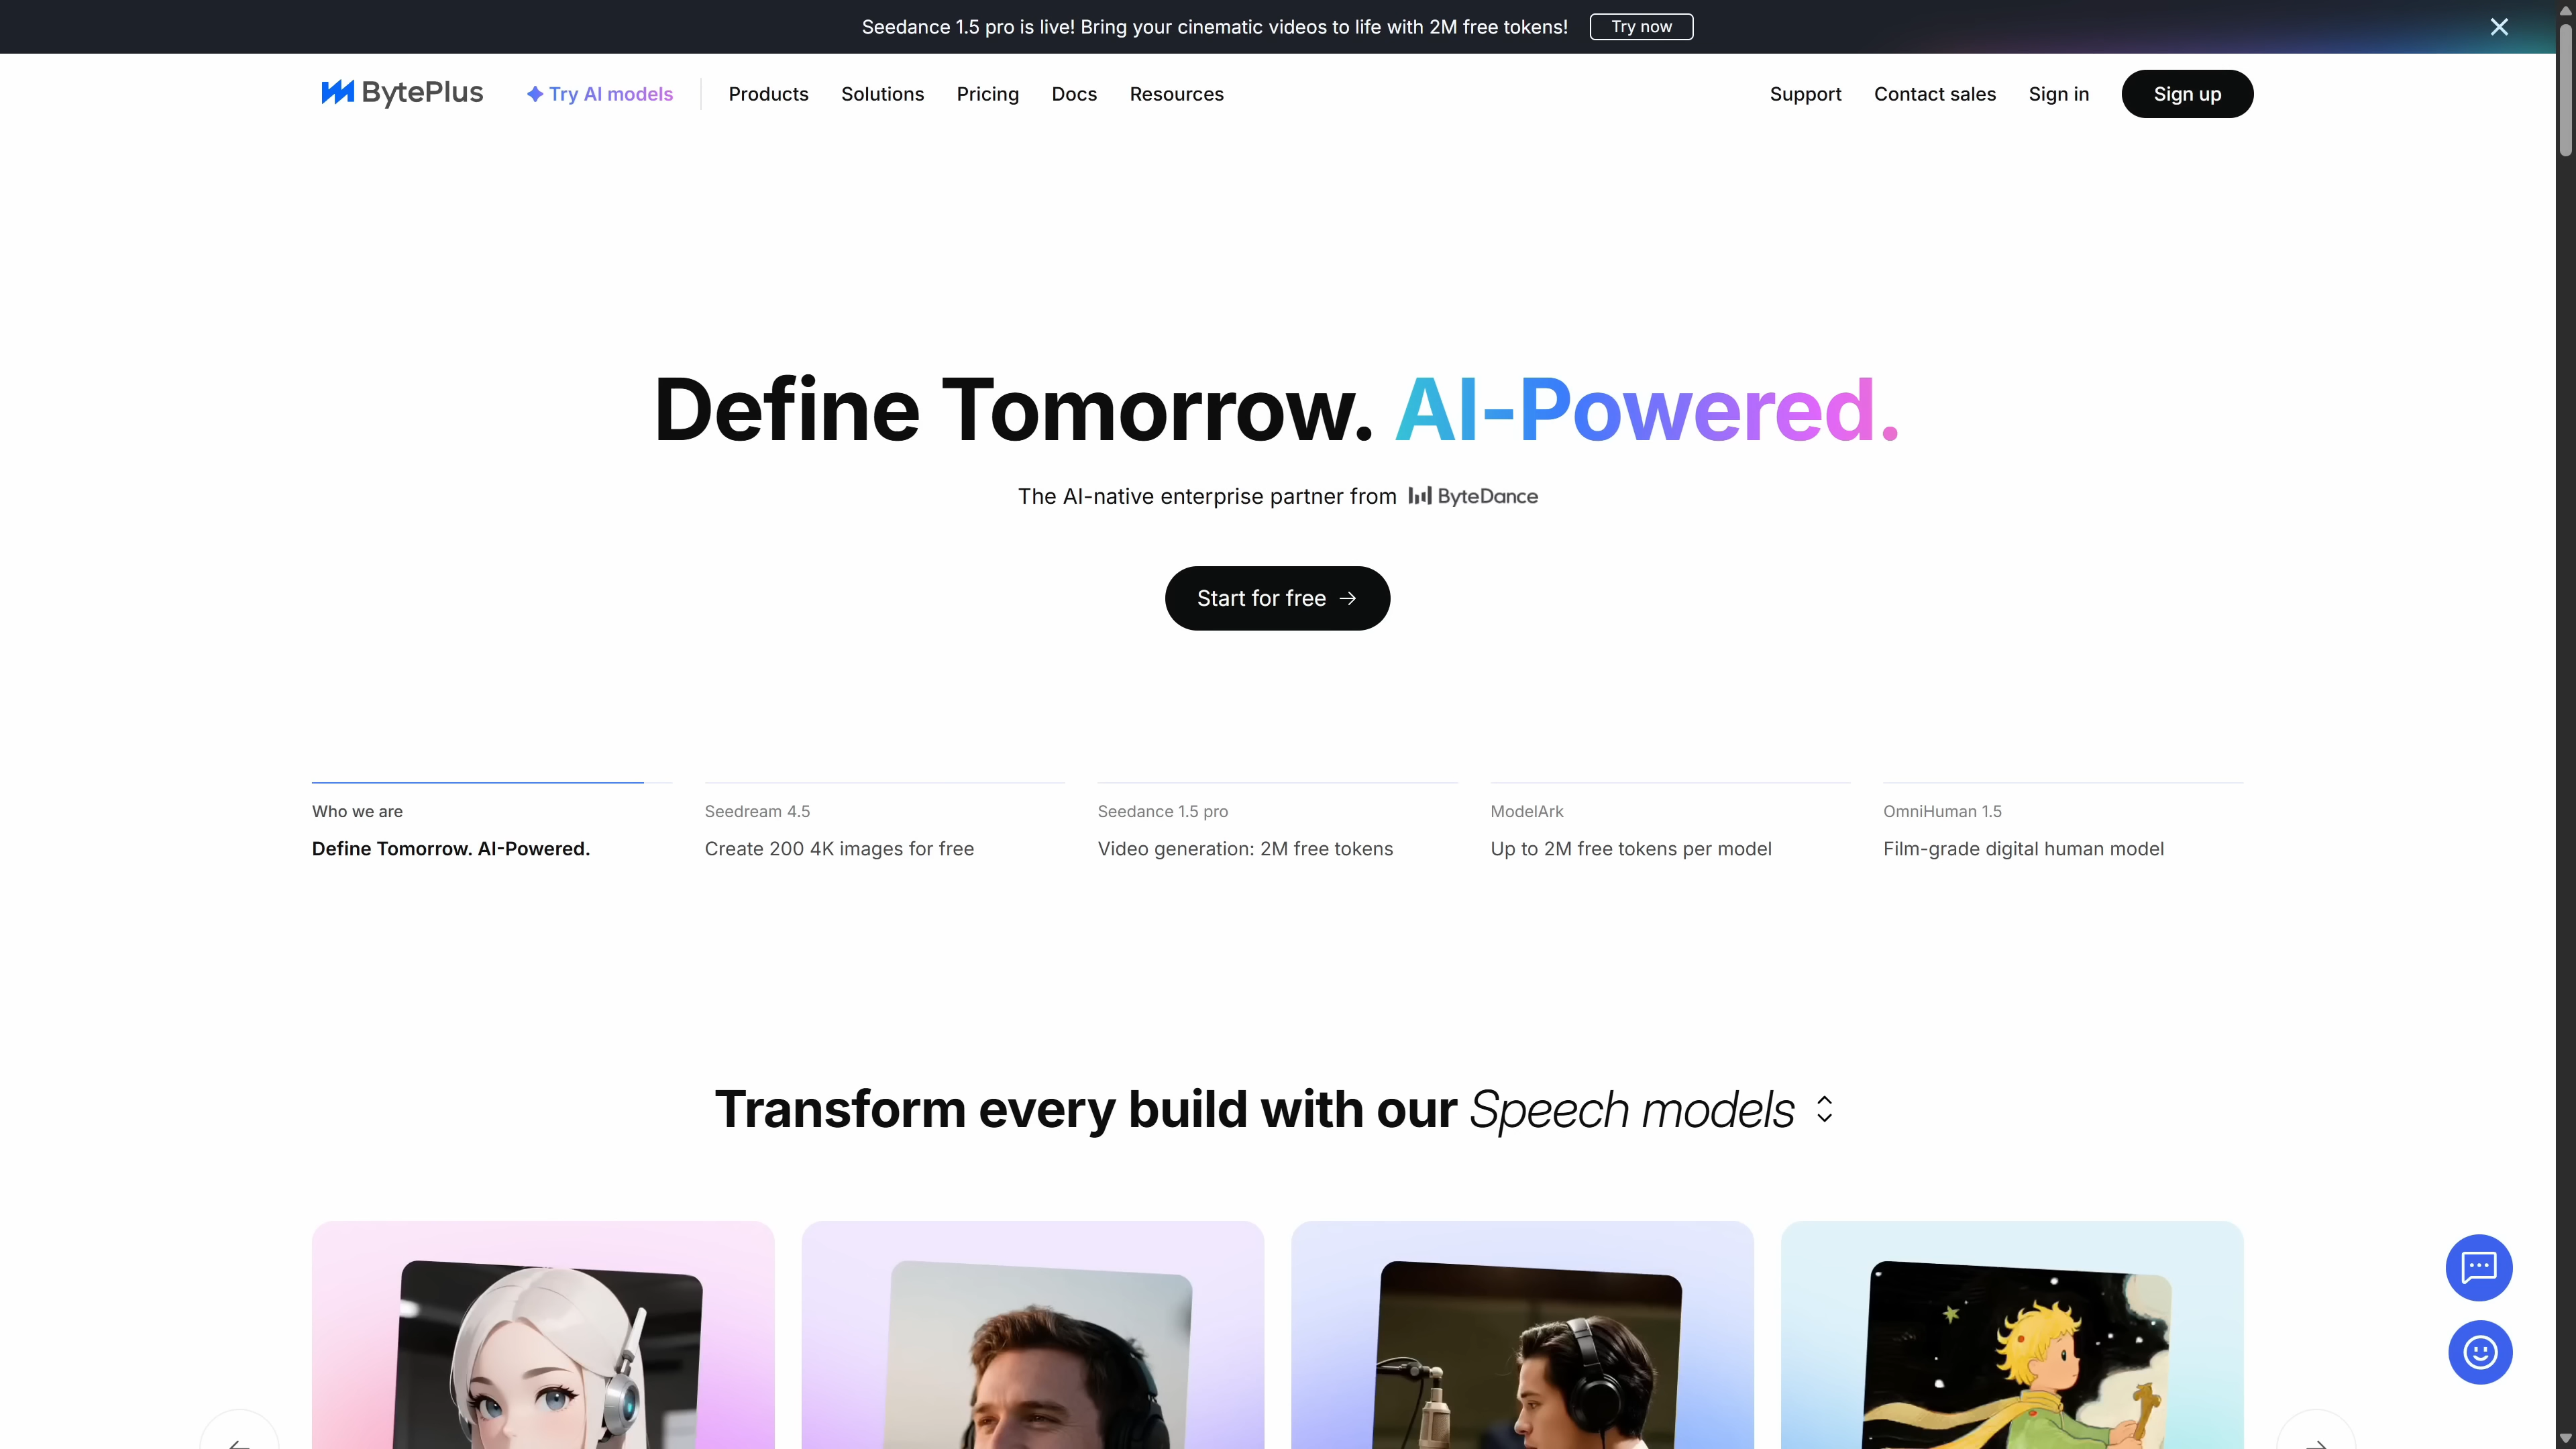 Seedance 1.5 pro is live! Bring your cinematic videos to life with 2M free tokens! Try now
BytePlus Try AI models Products Solutions Pricing Docs Resources Support Contact sales Sign in Sign up
Define Tomorrow. AI-Powered.
The AI-native enterprise partner from ByteDance
Start for free
Who we are
Define Tomorrow. AI-Powered.
Seedream 4.5
Create 200 4K images for free
Seedance 1.5 pro
Video generation: 2M free tokens
ModelArk
Up to 2M free tokens per model
OmniHuman 1.5
Film-grade digital human model
Transform every build with our Speech models